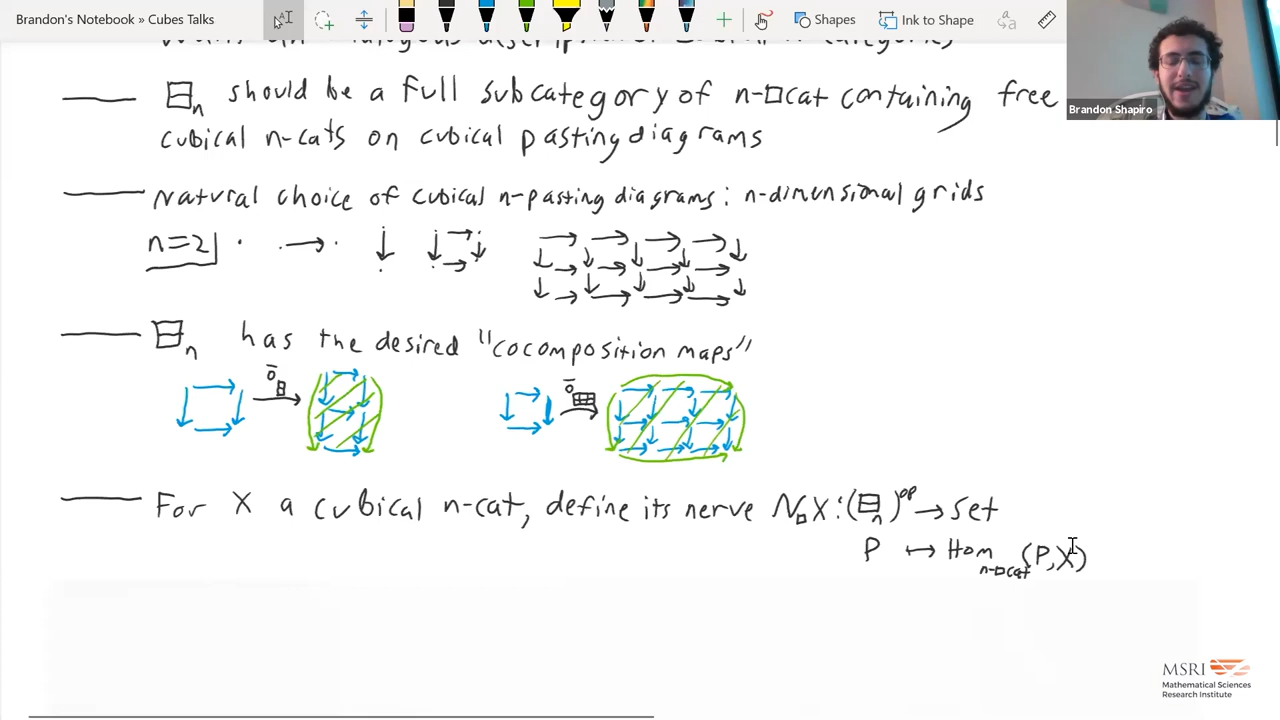 Brandon's Notebook » Cubes Talks
Shapes
Ink to Shape
Brandon Shapiro
⊟n should be a full subcategory of n-□cat containing free
cubical n-cats on cubical pasting diagrams
Natural choice of cubical n-pasting diagrams: n-dimensional grids
n=2
⊟n has the desired "cocomposition maps"
For X a cubical n-cat, define its nerve N□X:(⊟n)^op → Set
P ↦ Hom n-□cat (P,X)
MSRI
Mathematical Sciences
Research Institute